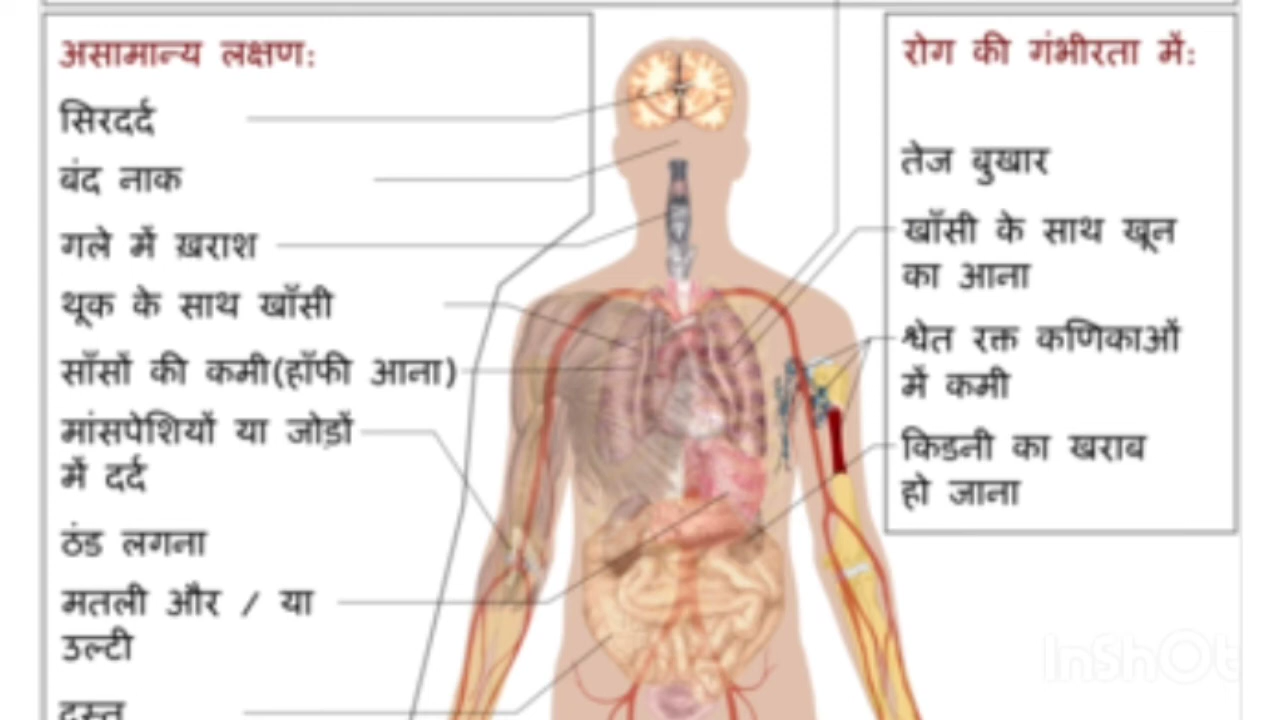 असामान्य लक्षण:
सिरदर्द
बंद नाक
गले में ख़राश
थूक के साथ खाँसी
साँसों की कमी(हाँफी आना)
मांसपेशियों या जोड़ों
में दर्द
ठंड लगना
मतली और / या
उल्टी
दस्त
रोग की गंभीरता में:
तेज बुखार
खाँसी के साथ खून
का आना
श्वेत रक्त कणिकाओं
में कमी
किडनी का खराब
हो जाना
InShOt